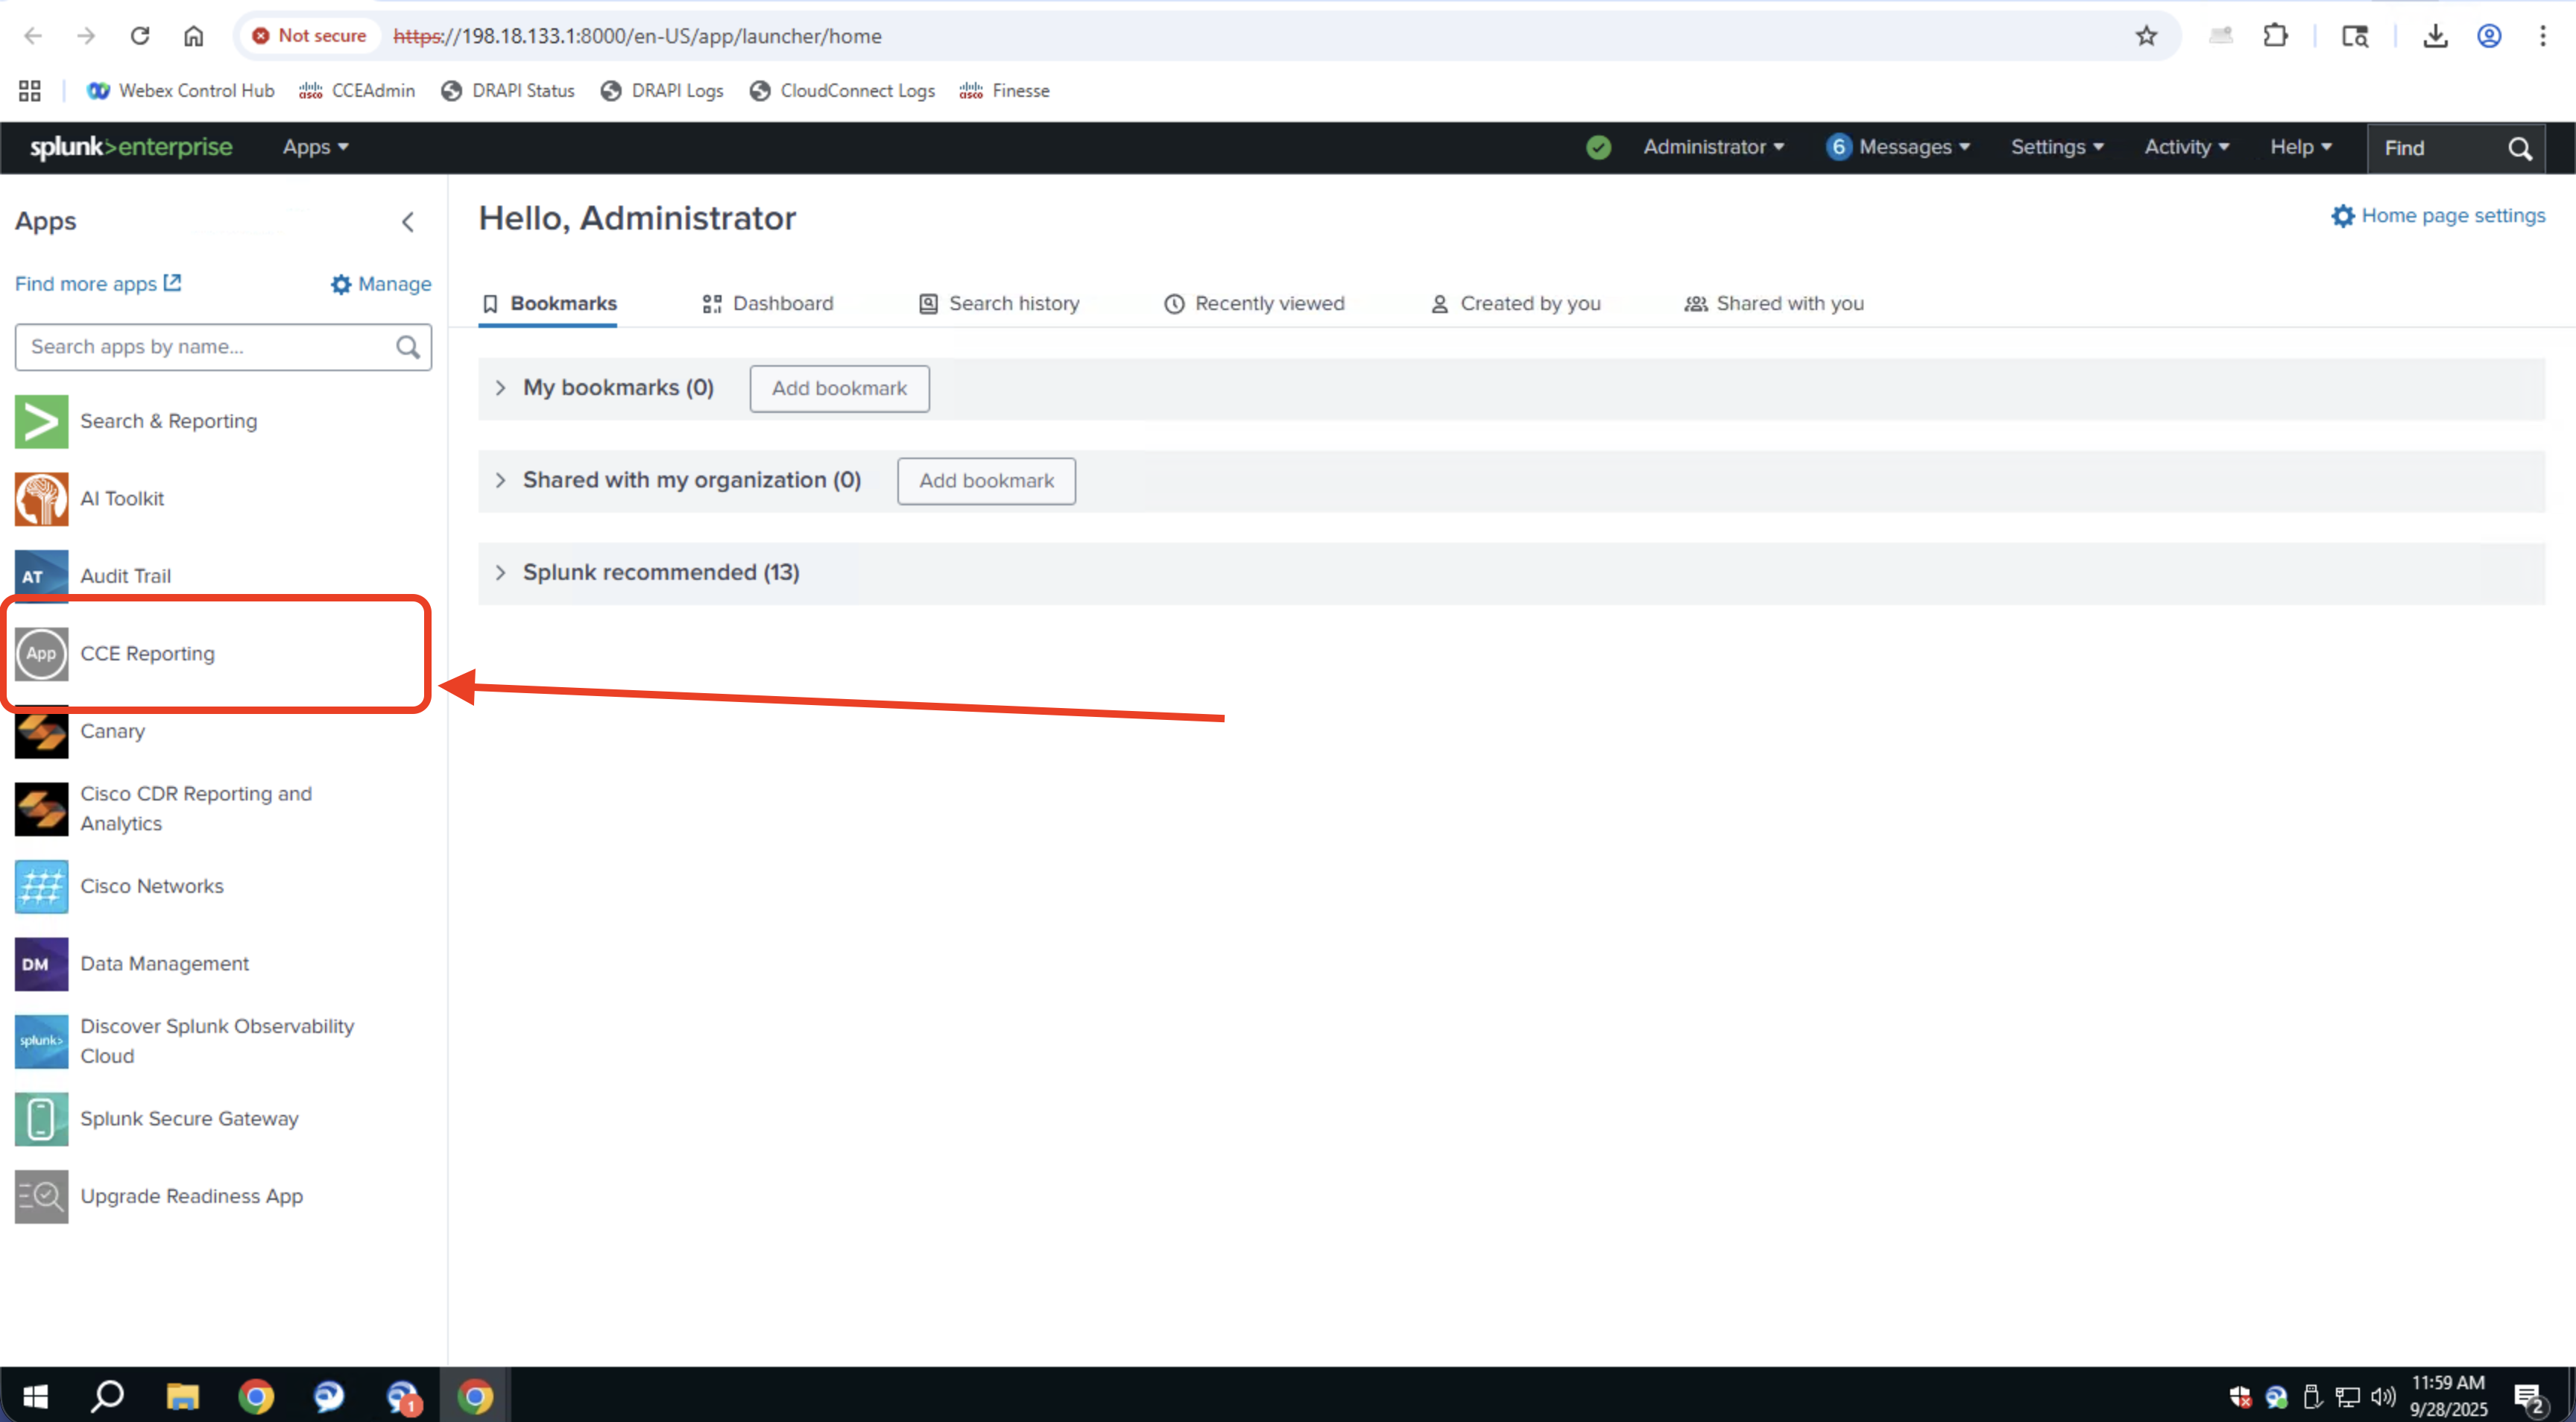 Not secure https://198.18.133.1:8000/en-US/app/launcher/home
Webex Control Hub CCEAdmin DRAPI Status DRAPI Logs CloudConnect Logs Finesse
splunk>enterprise Apps Administrator 6 Messages Settings Activity Help Find
Apps
Hello, Administrator
Home page settings
Find more apps Manage
Bookmarks Dashboard Search history Recently viewed Created by you Shared with you
Search apps by name...
My bookmarks (0) Add bookmark
Search & Reporting
Shared with my organization (0) Add bookmark
AI Toolkit
Splunk recommended (13)
AT Audit Trail
App CCE Reporting
Canary
Cisco CDR Reporting and
Analytics
Cisco Networks
DM Data Management
Discover Splunk Observability
splunk>
Cloud
Splunk Secure Gateway
Upgrade Readiness App
1
11:59 AM
9/28/2025
2